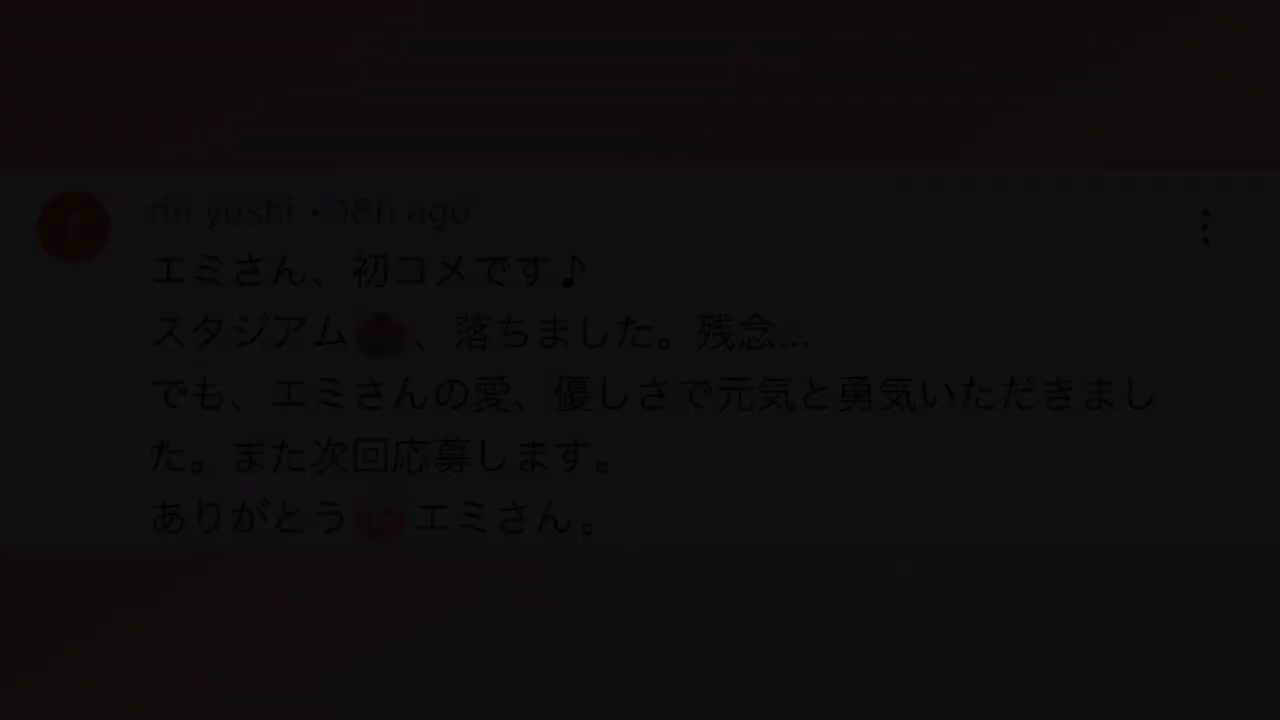 rin yoshi • 18h ago
エミさん、初コメです♪
スタジアム、落ちました。残念...
でも、エミさんの愛、優しさで元気と勇気いただきまし
た。また次回応募します。
ありがとうエミさん。